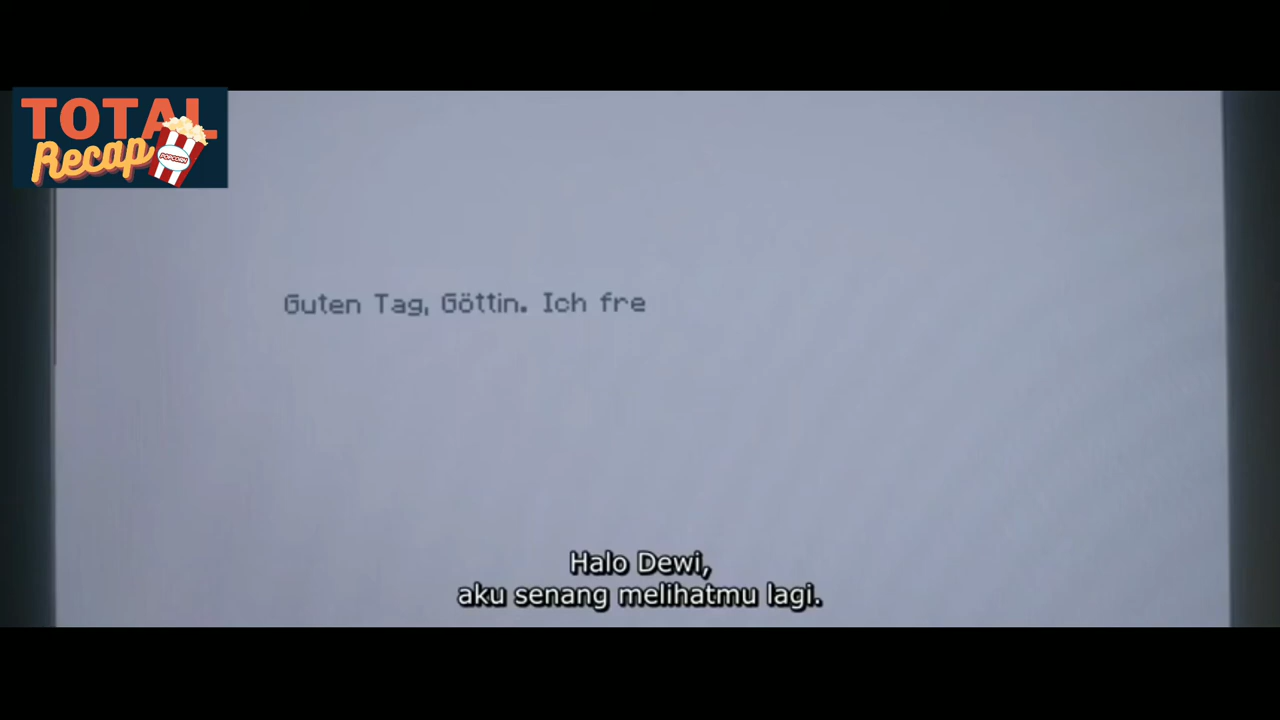 TOTAL
Recap
POPCORN
Guten Tag, Göttin. Ich fre
Halo Dewi,
aku senang melihatmu lagi.